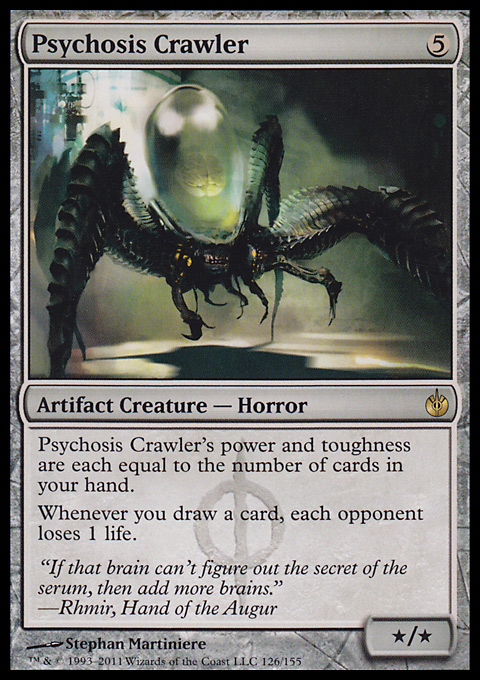 Psychosis Crawler 5
Artifact Creature — Horror
Psychosis Crawler's power and toughness
are each equal to the number of cards in
your hand.
Whenever you draw a card, each opponent
loses 1 life.
“If that brain can't figure out the secret of the
serum, then add more brains.”
—Rhmir, Hand of the Augur
★/★
Stephan Martiniere
™ & © 1993–2011 Wizards of the Coast LLC 126/155